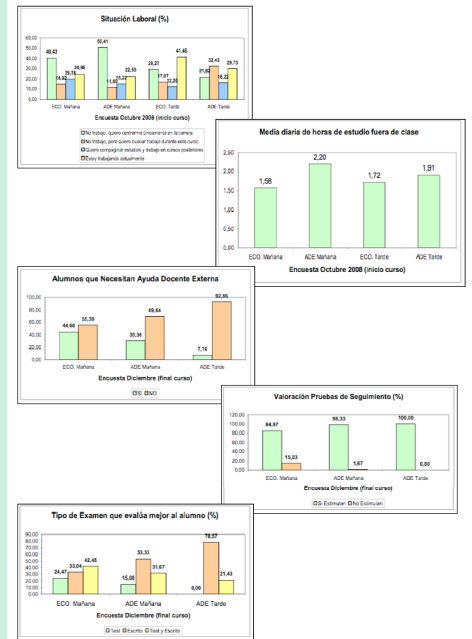 Situación Laboral (%)
60,00
50,00
40,00
30,00
20,00
10,00
0,00
40,42
24,86
50,41
15,22
22,55
29,27
17,07
12,20
41,45
21,62
32,43
16,22
29,73
ECO. Mañana
ADE Mañana
ECO. Tarde
ADE Tarde
Encuesta Octubre 2008 (inicio curso)
No trabajo, quiero centrarme únicamente en la carrera
No trabajo, pero quiero buscar trabajo durante este curso
Quiero compaginar estudios y trabajo en cursos posteriores
Estoy trabajando actualmente
Media diaria de horas de estudio fuera de clase
2,50
2,00
1,50
1,00
0,50
0,00
1,58
2,20
1,72
1,91
ECO. Mañana
ADE Mañana
ECO. Tarde
ADE Tarde
Encuesta Octubre 2008 (inicio curso)
Alumnos que Necesitan Ayuda Docente Externa
100,00
80,00
60,00
40,00
20,00
0,00
44,60
55,39
30,36
69,64
7,14
92,86
ECO. Mañana
ADE Mañana
ADE Tarde
Encuesta Diciembre (final curso)
SI NO
Valoración Pruebas de Seguimiento (%)
120,00
100,00
80,00
60,00
40,00
20,00
0,00
84,97
15,03
98,33
1,67
100,00
0,00
ECO. Mañana
ADE Mañana
ADE Tarde
Encuesta Diciembre (final curso)
Si Estimulan No Estimulan
Tipo de Examen que evalúa mejor al alumno (%)
90,00
80,00
70,00
60,00
50,00
40,00
30,00
20,00
10,00
0,00
24,47
33,04
42,48
15,00
53,33
31,67
0,00
78,57
21,43
ECO. Mañana
ADE Mañana
ADE Tarde
Encuesta Diciembre (final curso)
Test Escrito Test y Escrito